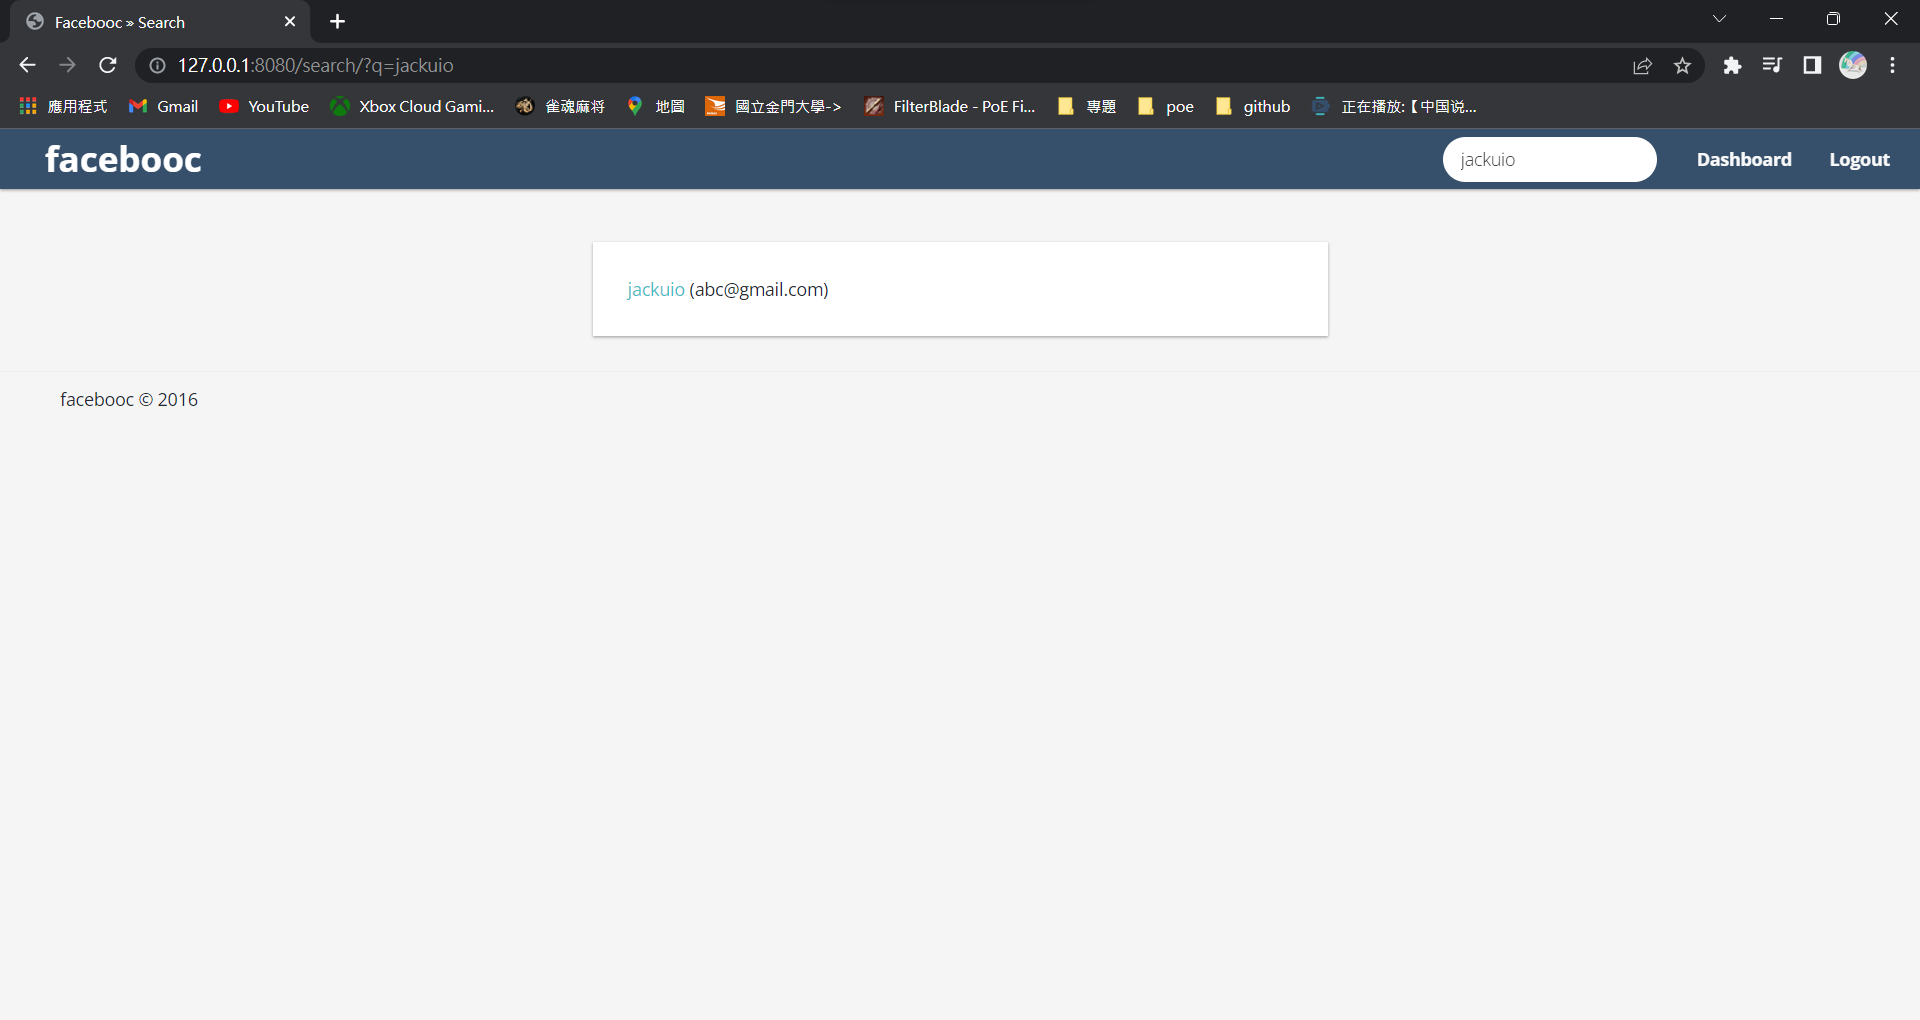 Facebooc » Search
127.0.0.1:8080/search/?q=jackuio
應用程式 Gmail YouTube Xbox Cloud Gami... 雀魂麻将 地圖 國立金門大學-> FilterBlade - PoE Fi... 專題 poe github 正在播放:【中国说...
facebooc jackuio Dashboard Logout
jackuio (abc@gmail.com)
facebooc © 2016